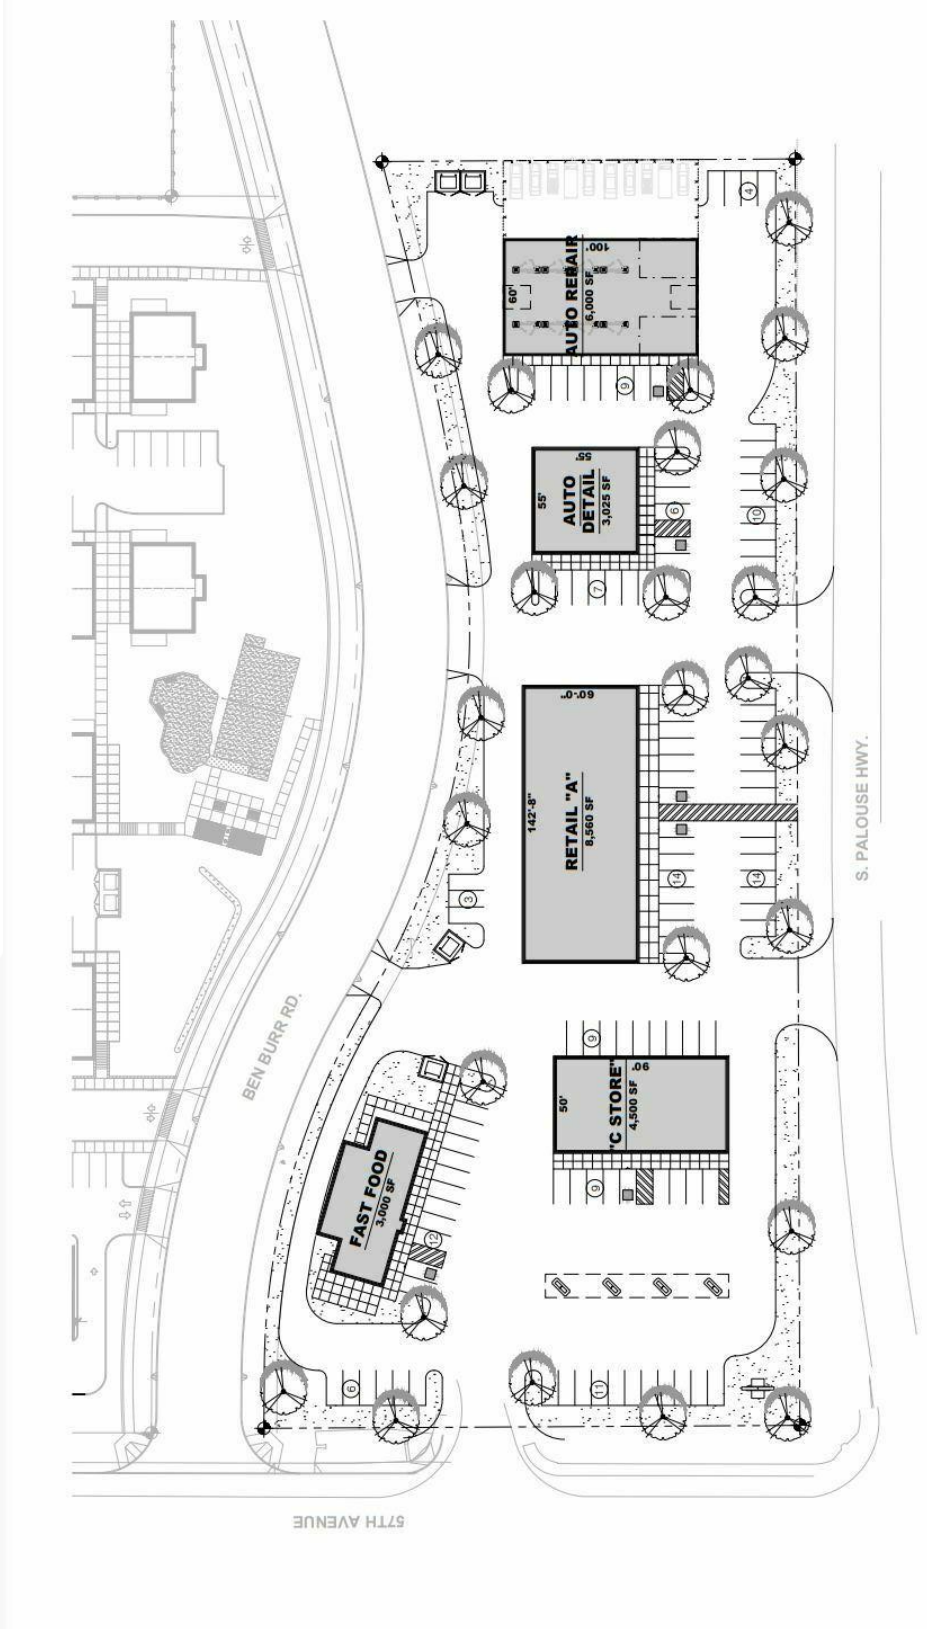 4
100'
60'
AUTO REPAIR
6,000 SF
9
55'
55'
AUTO
DETAIL
3,025 SF
6
10
7
60'-0"
142'-8"
RETAIL "A"
8,560 SF
14
14
3
S. PALOUSE HWY.
BEN BURR RD.
9
90'
50'
"C STORE"
4,500 SF
9
FAST FOOD
3,000 SF
12
6
11
57TH AVENUE